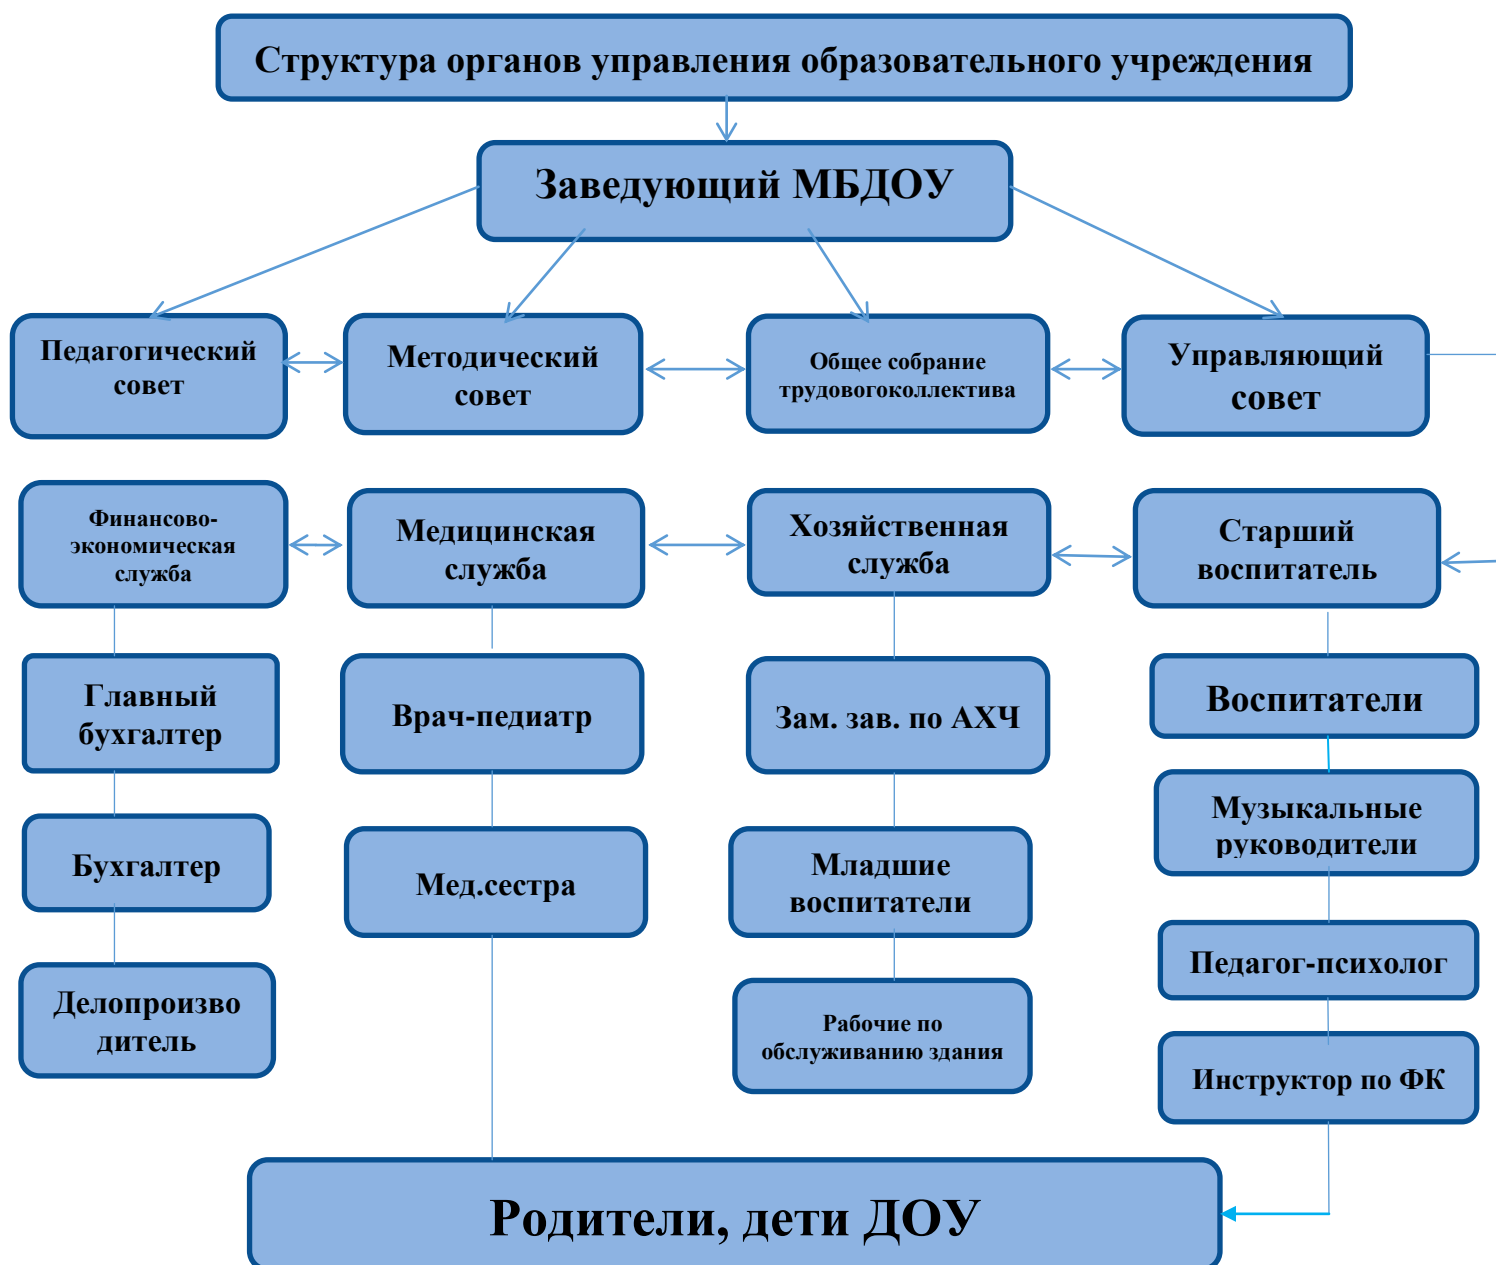 Структура органов управления образовательного учреждения
Заведующий МБДОУ
Педагогический
совет
Методический
совет
Общее собрание
трудовогоколлектива
Управляющий
совет
Финансово-
экономическая
служба
Медицинская
служба
Хозяйственная
служба
Старший
воспитатель
Главный
бухгалтер
Врач-педиатр
Зам. зав. по АХЧ
Воспитатели
Бухгалтер
Мед.сестра
Младшие
воспитатели
Музыкальные
руководители
Делопроизво
дитель
Рабочие по
обслуживанию здания
Педагог-психолог
Инструктор по ФК
Родители, дети ДОУ